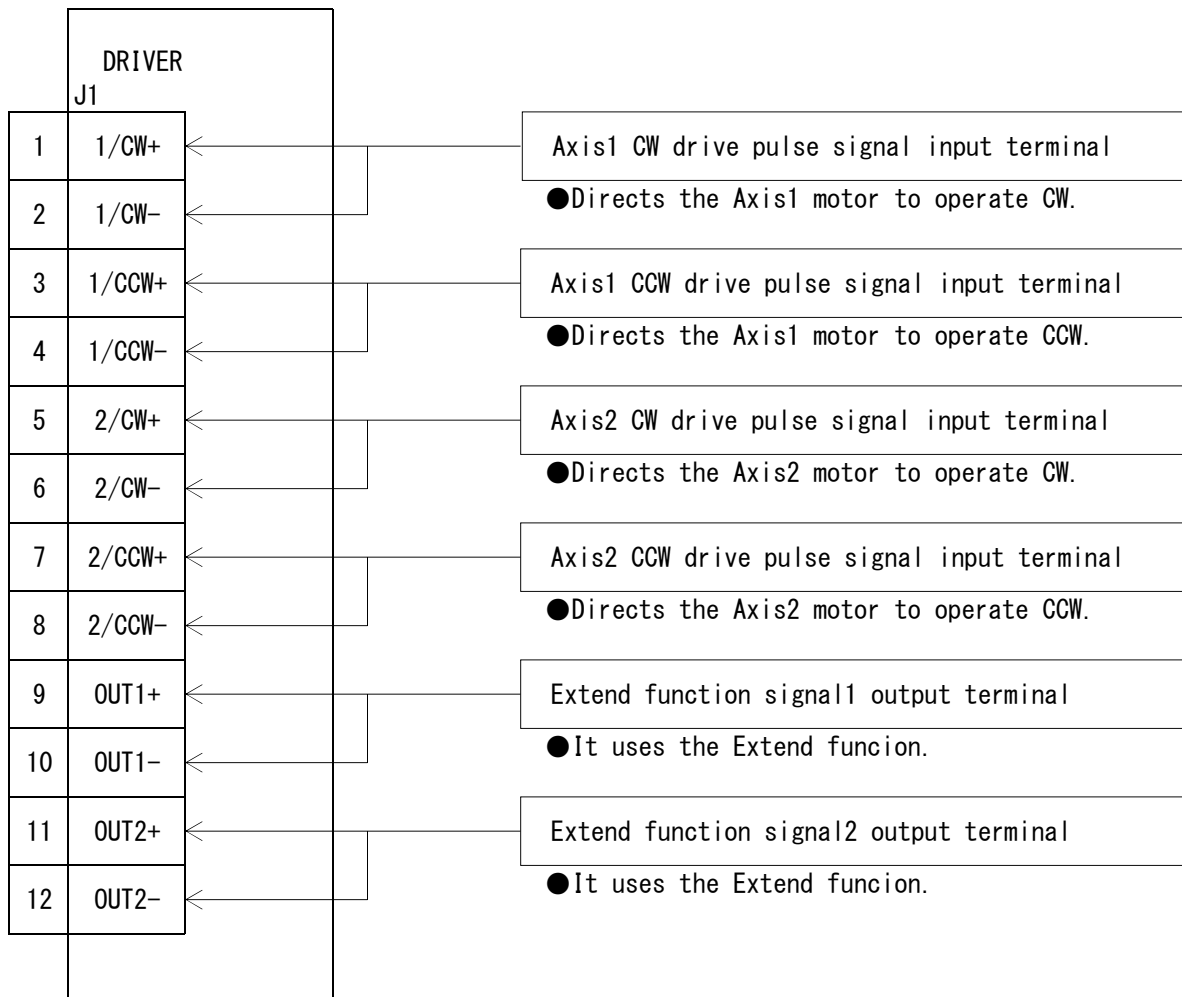 DRIVER
J1
1 1/CW+ Axis1 CW drive pulse signal input terminal
2 1/CW- ●Directs the Axis1 motor to operate CW.
3 1/CCW+ Axis1 CCW drive pulse signal input terminal
4 1/CCW- ●Directs the Axis1 motor to operate CCW.
5 2/CW+ Axis2 CW drive pulse signal input terminal
6 2/CW- ●Directs the Axis2 motor to operate CW.
7 2/CCW+ Axis2 CCW drive pulse signal input terminal
8 2/CCW- ●Directs the Axis2 motor to operate CCW.
9 OUT1+ Extend function signal1 output terminal
10 OUT1- ●It uses the Extend funcion.
11 OUT2+ Extend function signal2 output terminal
12 OUT2- ●It uses the Extend funcion.